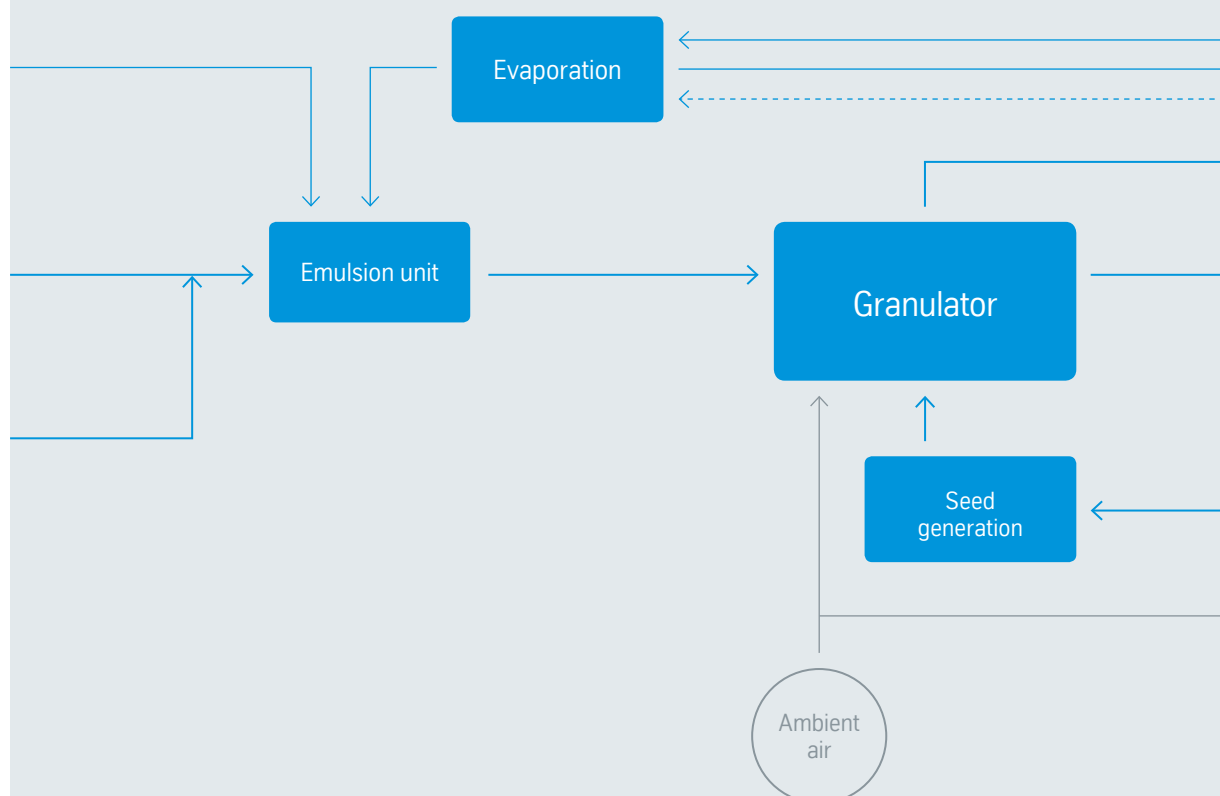 Evaporation
Emulsion unit
Granulator
Seed
generation
Ambient
air